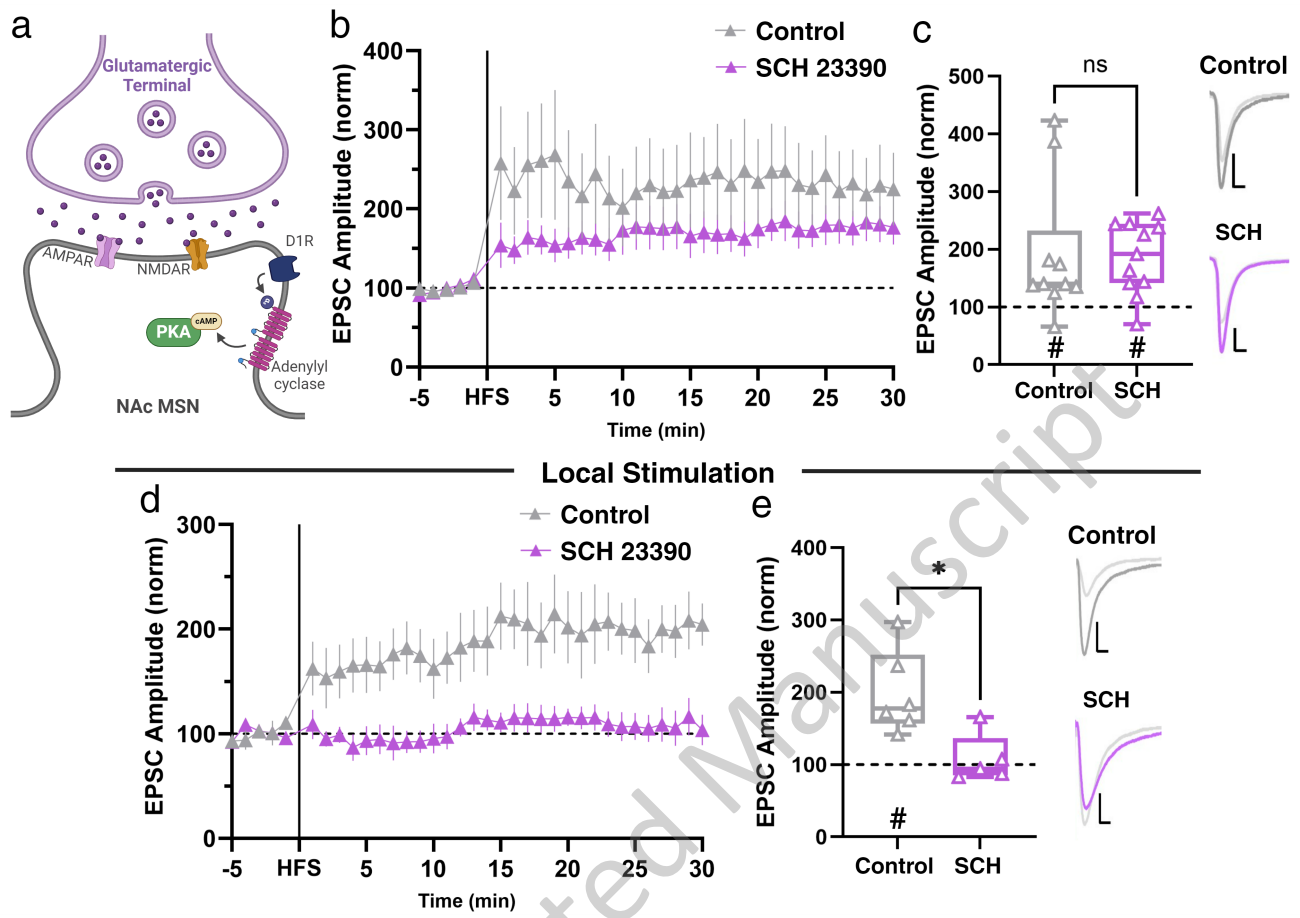 a
Glutamatergic
Terminal
AMPAR
NMDAR
D1R
P
cAMP
PKA
Adenylyl
cyclase
NAc MSN
b
Control
SCH 23390
EPSC Amplitude (norm)
400
300
200
100
0
-5
HFS
5
10
15
20
25
30
Time (min)
c
EPSC Amplitude (norm)
500
400
300
200
100
0
ns
#
#
Control
SCH
Control
SCH
Local Stimulation
d
Control
SCH 23390
EPSC Amplitude (norm)
300
200
100
0
-5
HFS
5
10
15
20
25
30
Time (min)
e
EPSC Amplitude (norm)
400
300
200
100
0
*
#
Control
SCH
Control
SCH
ted Manuscript